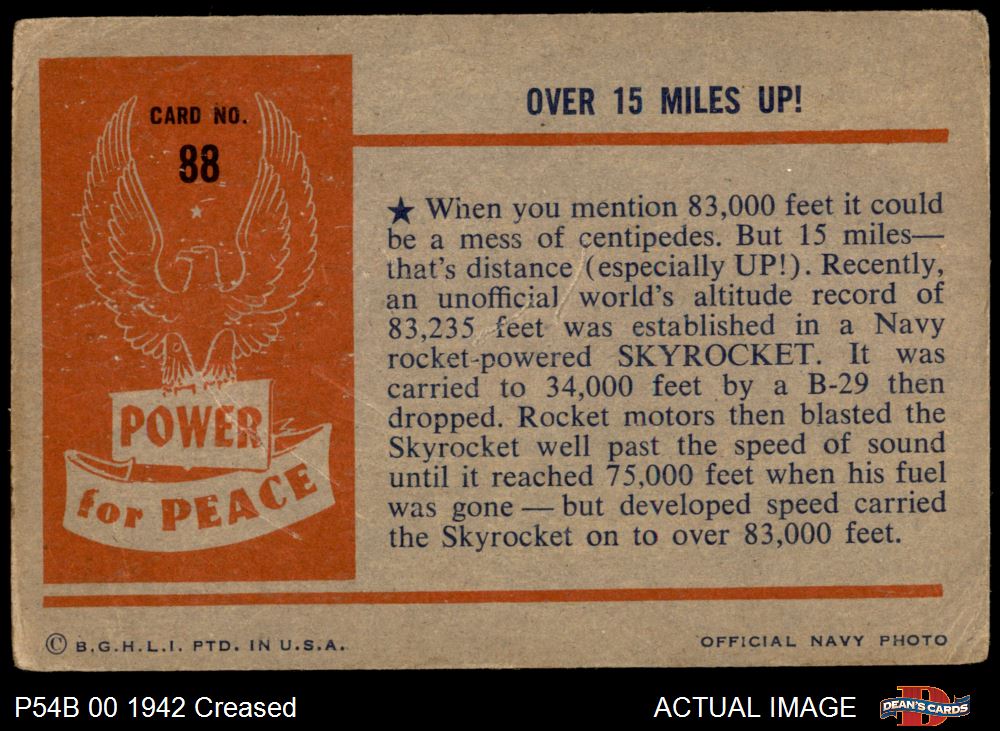 CARD NO.
88
POWER
for PEACE
OVER 15 MILES UP!
★ When you mention 83,000 feet it could
be a mess of centipedes. But 15 miles—
that's distance (especially UP!). Recently,
an unofficial world's altitude record of
83,235 feet was established in a Navy
rocket-powered SKYROCKET. It was
carried to 34,000 feet by a B-29 then
dropped. Rocket motors then blasted the
Skyrocket well past the speed of sound
until it reached 75,000 feet when his fuel
was gone — but developed speed carried
the Skyrocket on to over 83,000 feet.
© B.G.H.L.I. PTD. IN U.S.A.
OFFICIAL NAVY PHOTO
P54B 00 1942 Creased
ACTUAL IMAGE
D
DEAN'S CARDS